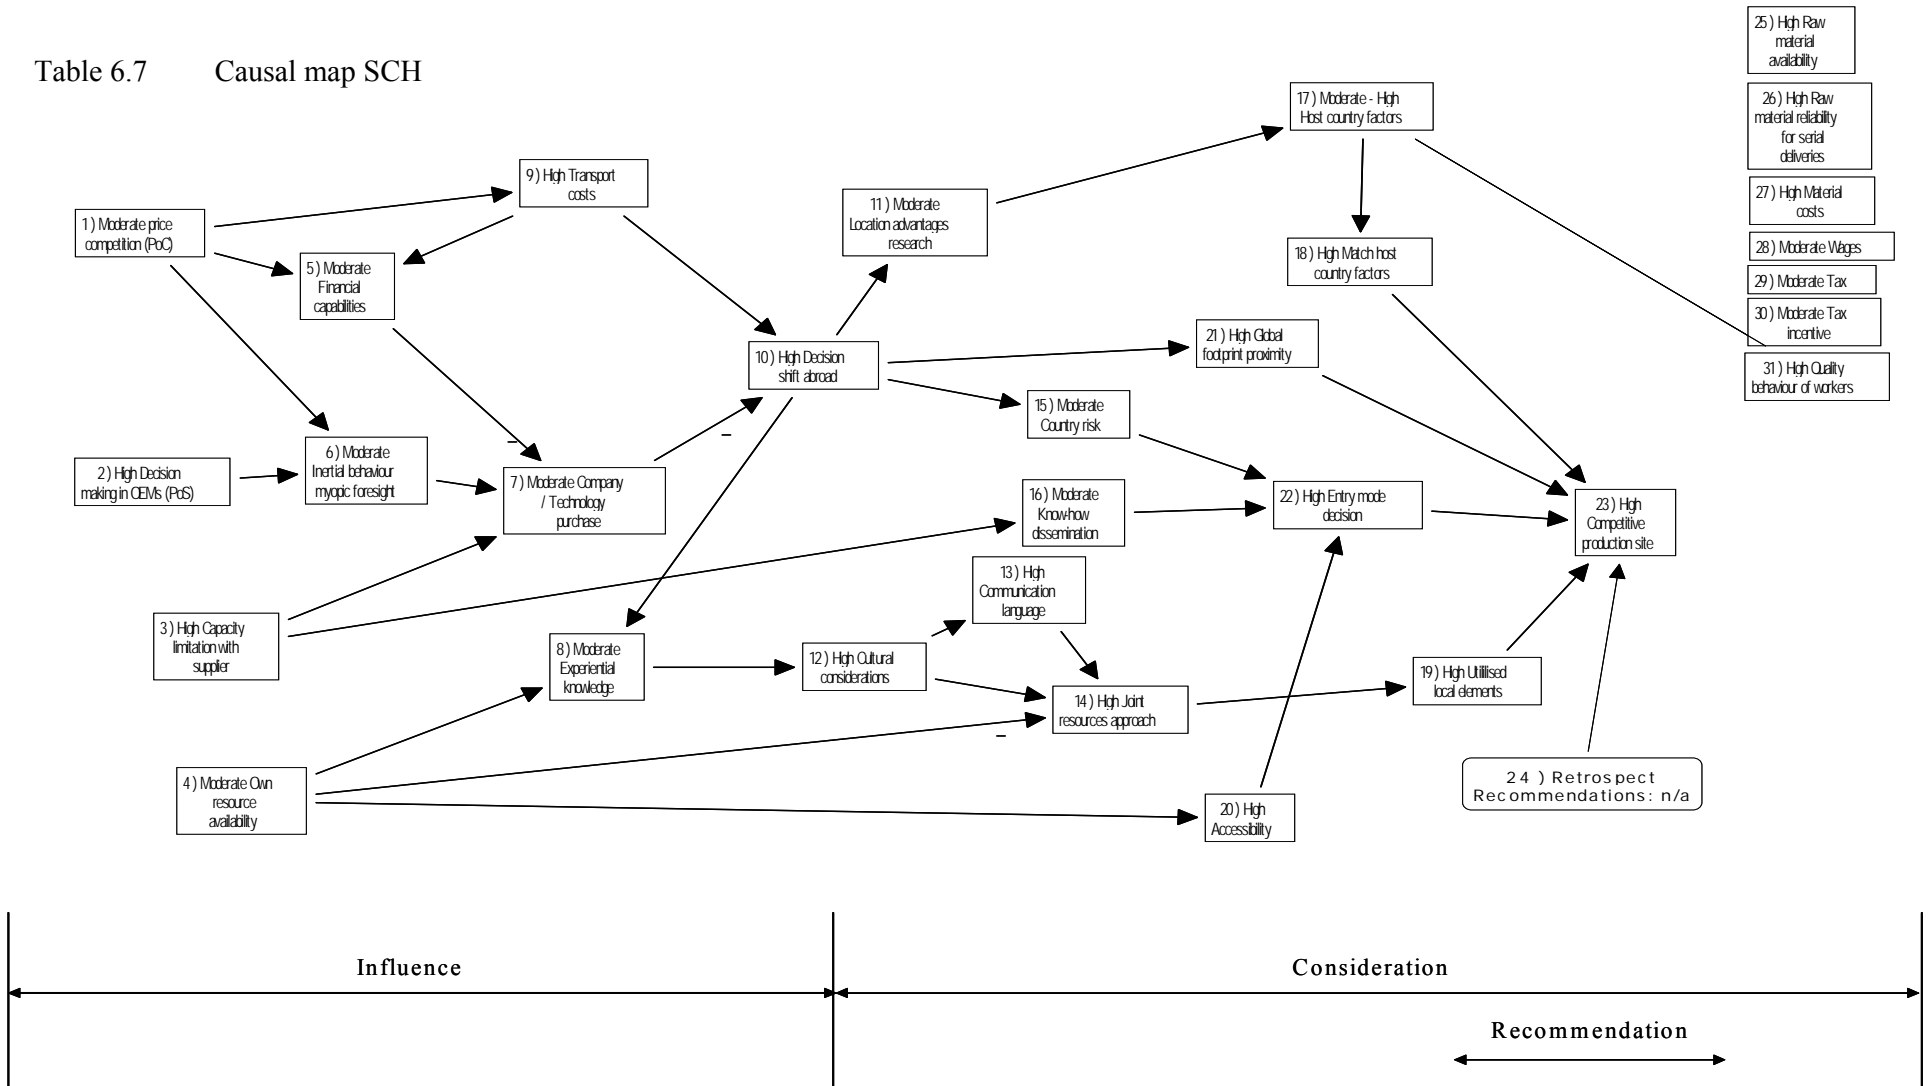 Table 6.7 Causal map SCH
25 ) High Raw
material
availability
26 ) High Raw
material reliability
for serial
deliveries
27 ) High Material
costs
28 ) Moderate Wages
29 ) Moderate Tax
30 ) Moderate Tax
incentive
31 ) High Quality
behaviour of workers
17 ) Moderate - High
Host country factors
9 ) High Transport
costs
11 ) Moderate
Location advantages
research
1 ) Moderate price
competition (PoC)
18 ) High Match host
country factors
5 ) Moderate
Financial
capabilities
21 ) High Global
footprint proximity
10 ) High Decision
shift abroad
15 ) Moderate
Country risk
–
–
6 ) Moderate
Inertial behaviour
myopic foresight
2 ) High Decision
making in OEMs (PoS)
7 ) Moderate Company
/ Technology
purchase
16 ) Moderate
Know-how
dissemination
22 ) High Entry mode
decision
23 ) High
Competitive
production site
13 ) High
Communication
language
3 ) High Capacity
limitation with
supplier
8 ) Moderate
Experiential
knowledge
12 ) High Cultural
considerations
14 ) High Joint
resources approach
19 ) High Utillised
local elements
–
4 ) Moderate Own
resource
availability
20 ) High
Accessibility
24 ) Retrospect
Recommendations: n/a
Influence
Consideration
Recommendation